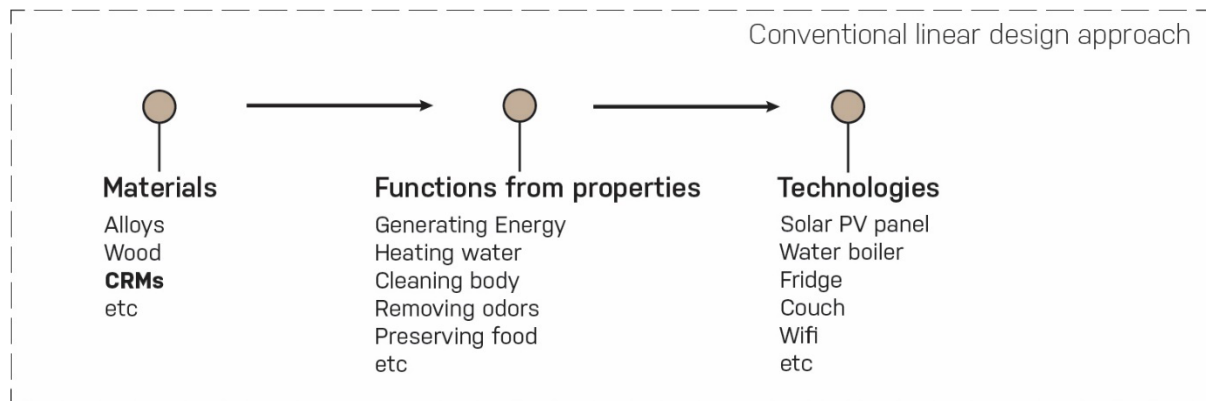 Conventional linear design approach
Materials
Alloys
Wood
CRMs
etc
Functions from properties
Generating Energy
Heating water
Cleaning body
Removing odors
Preserving food
etc
Technologies
Solar PV panel
Water boiler
Fridge
Couch
Wifi
etc